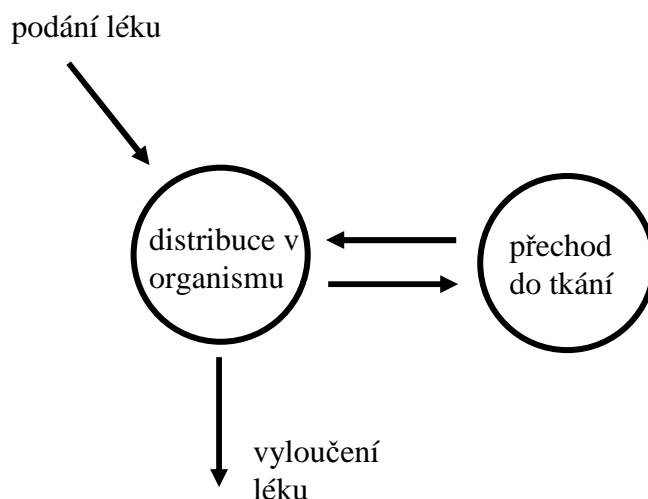 podání léku
distribuce v
organismu
přechod
do tkání
vyloučení
léku